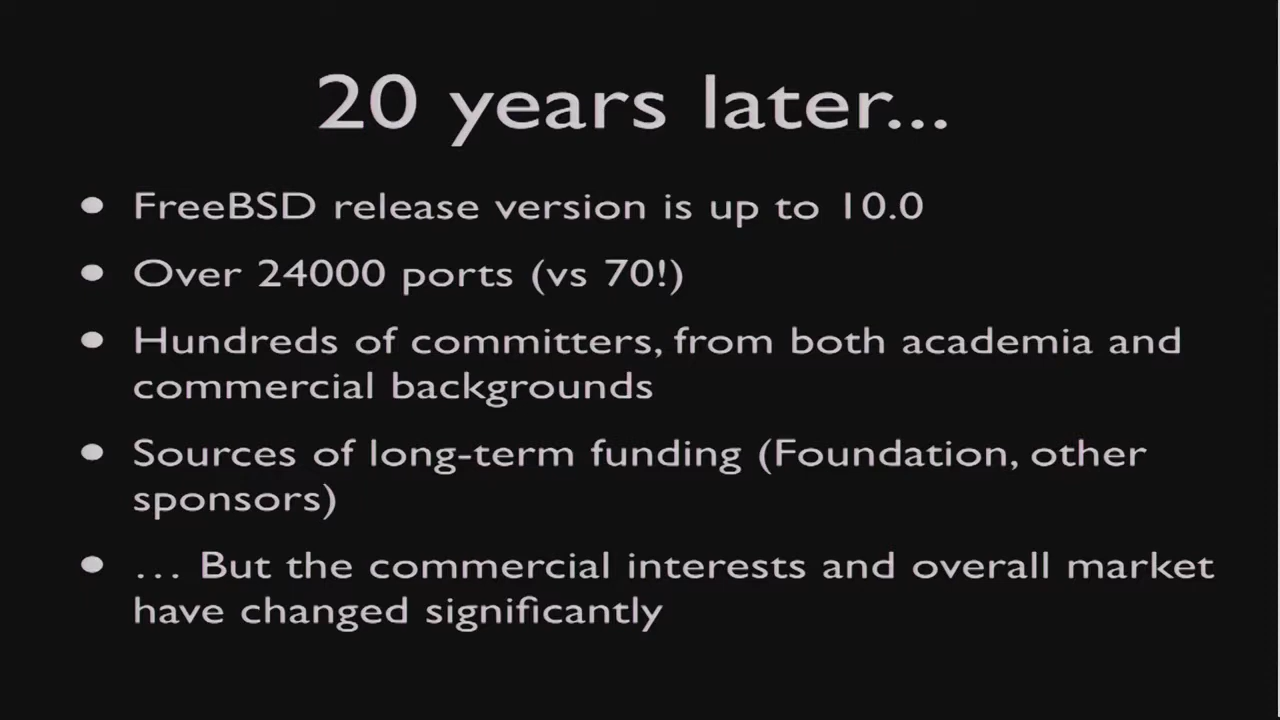 20 years later...
• FreeBSD release version is up to 10.0
• Over 24000 ports (vs 70!)
• Hundreds of committers, from both academia and
commercial backgrounds
• Sources of long-term funding (Foundation, other
sponsors)
• ... But the commercial interests and overall market
have changed significantly